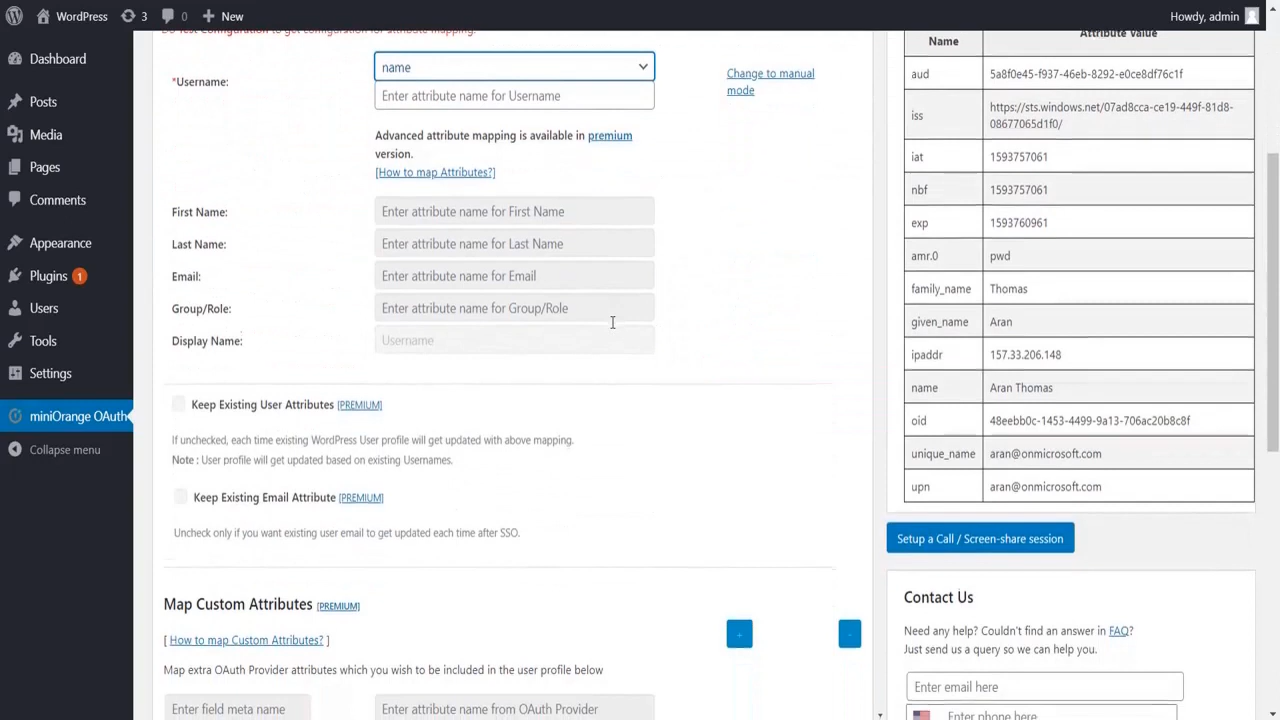 WordPress 3 0 New Howdy, admin
Dashboard
Posts
Media
Pages
Comments
Appearance
Plugins 1
Users
Tools
Settings
miniOrange OAuth
Collapse menu
Do Test Configuration to get configuration for attribute mapping.
*Username:
name
Enter attribute name for Username
Change to manual
mode
Advanced attribute mapping is available in premium
version.
[How to map Attributes?]
First Name: Enter attribute name for First Name
Last Name: Enter attribute name for Last Name
Email: Enter attribute name for Email
Group/Role: Enter attribute name for Group/Role
Display Name: Username
Keep Existing User Attributes [PREMIUM]
If unchecked, each time existing WordPress User profile will get updated with above mapping.
Note : User profile will get updated based on existing Usernames.
Keep Existing Email Attribute [PREMIUM]
Uncheck only if you want existing user email to get updated each time after SSO.
Map Custom Attributes [PREMIUM]
+ -
[ How to map Custom Attributes? ]
Map extra OAuth Provider attributes which you wish to be included in the user profile below
Enter field meta name Enter attribute name from OAuth Provider
Name Attribute Value
aud 5a8f0e45-f937-46eb-8292-e0ce8df76c1f
iss https://sts.windows.net/07ad8cca-ce19-449f-81d8-
08677065d1f0/
iat 1593757061
nbf 1593757061
exp 1593760961
amr.0 pwd
family_name Thomas
given_name Aran
ipaddr 157.33.206.148
name Aran Thomas
oid 48eebb0c-1453-4499-9a13-706ac20b8c8f
unique_name aran@onmicrosoft.com
upn aran@onmicrosoft.com
Setup a Call / Screen-share session
Contact Us
Need any help? Couldn't find an answer in FAQ?
Just send us a query so we can help you.
Enter email here
Enter phone here